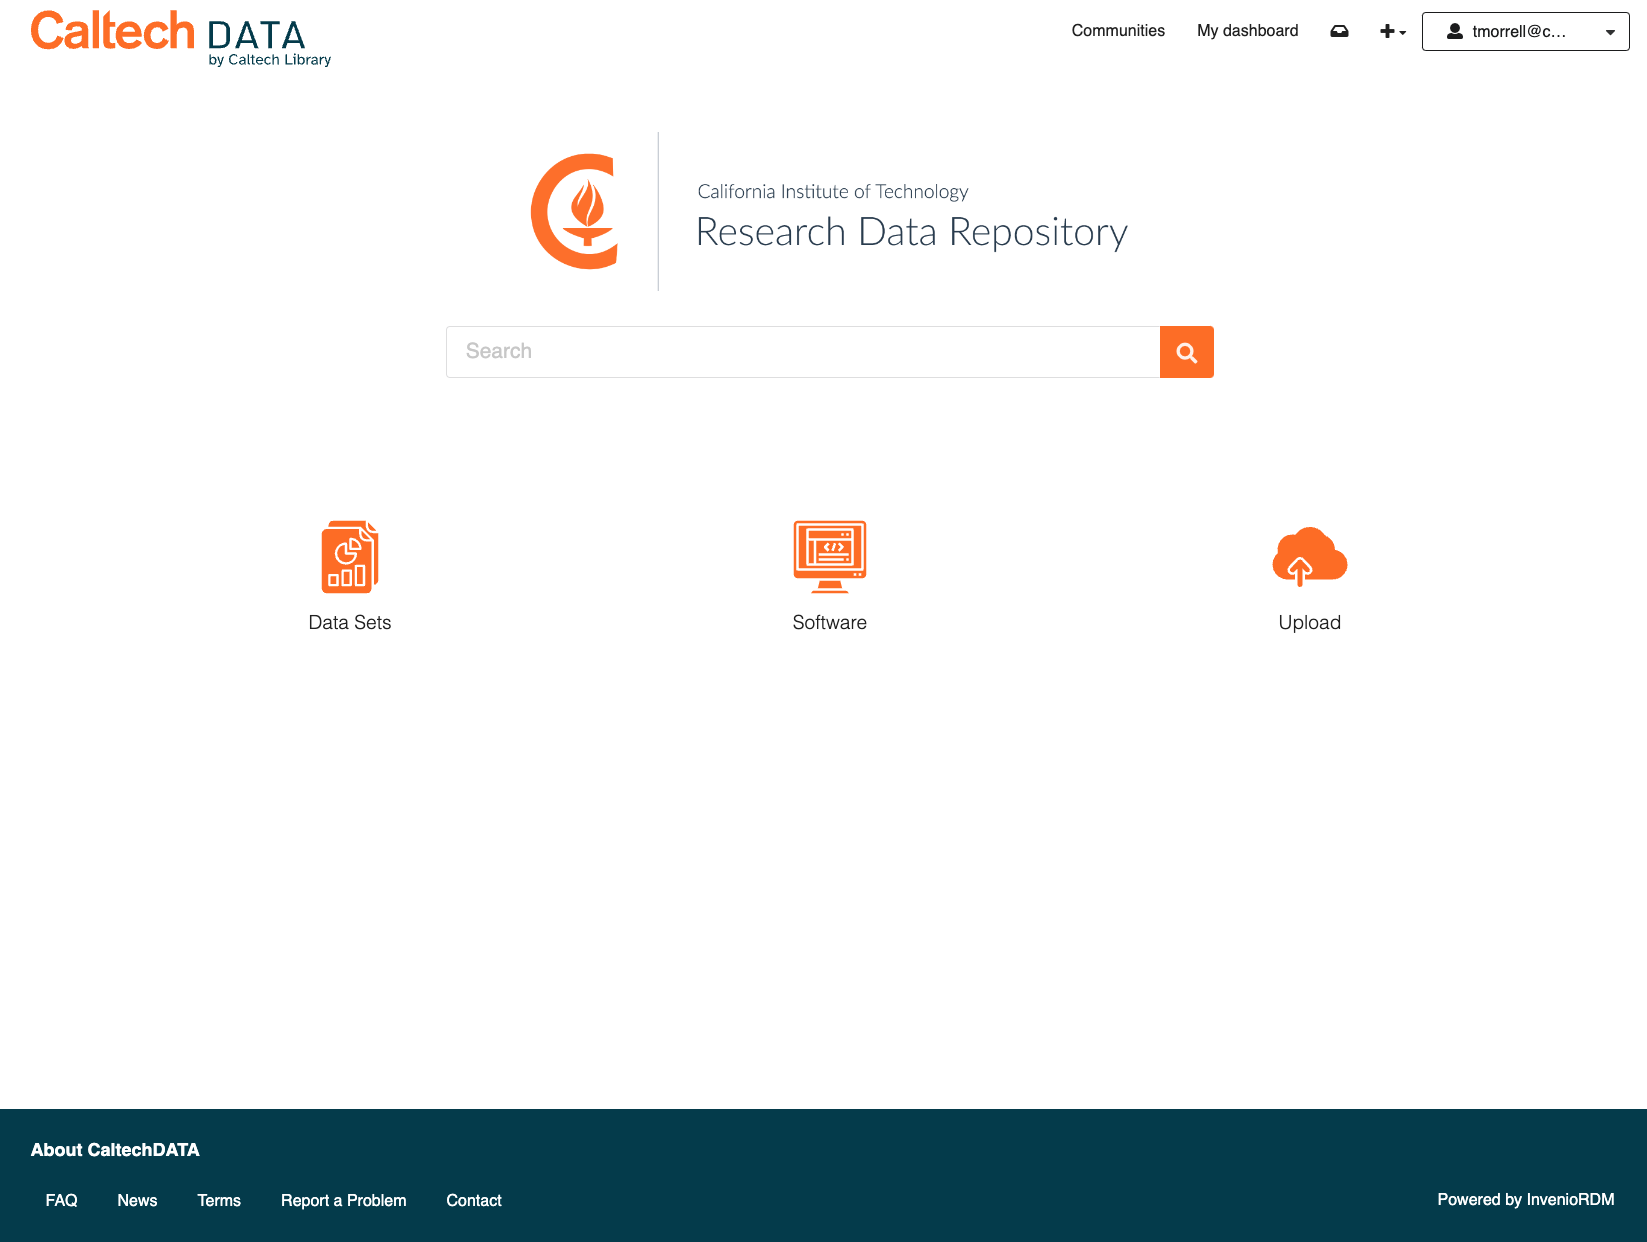 Caltech DATA
by Caltech Library
Communities
My dashboard
tmorrell@c...
California Institute of Technology
Research Data Repository
Search
Data Sets
Software
Upload
About CaltechDATA
FAQ
News
Terms
Report a Problem
Contact
Powered by InvenioRDM